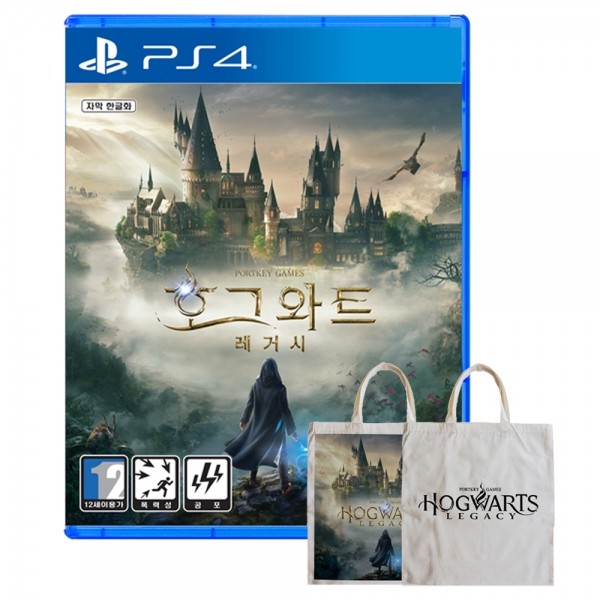 PS4
자막 한글화
PORTKEY GAMES
호그와트
레거시
12
12세이용가
폭력성
공포
HOGWARTS
LEGACY
PORTKEY GAMES
HOGWARTS
LEGACY